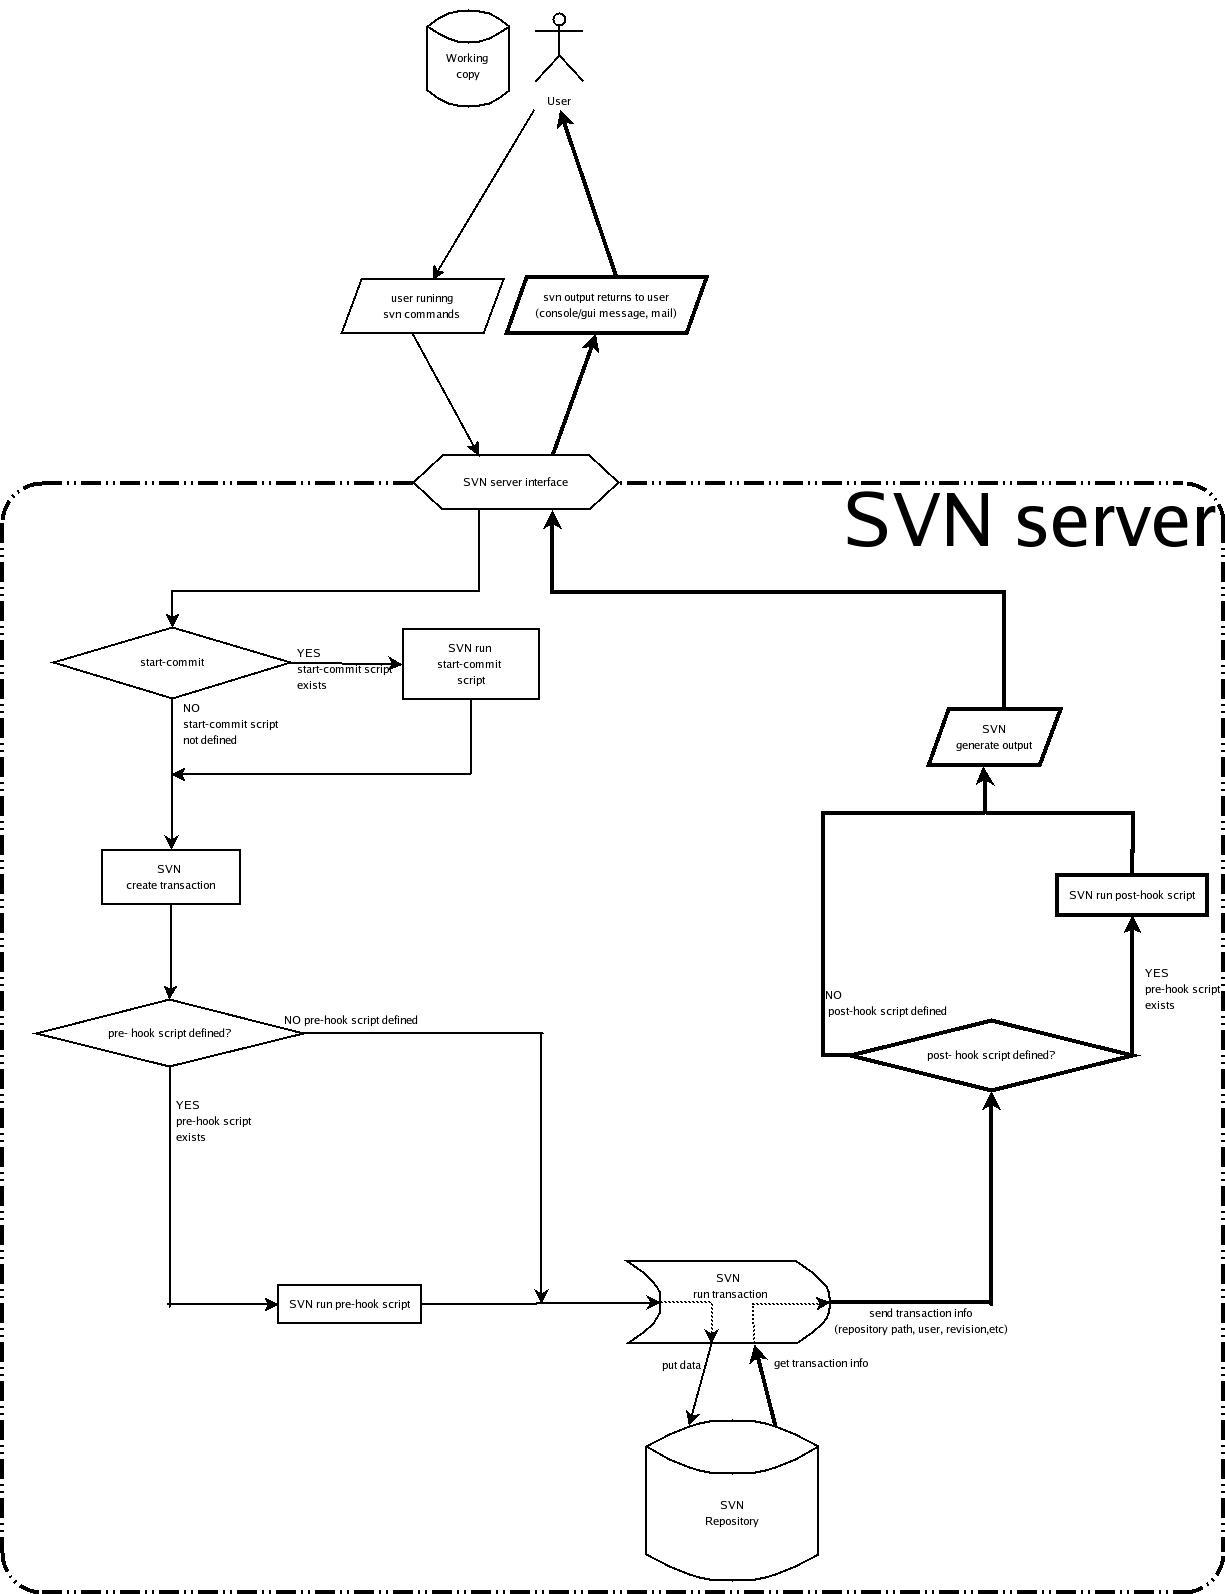 Working
copy
User
user runinng
svn commands
svn output returns to user
(console/gui message, mail)
SVN server interface
SVN server
start-commit
YES
start-commit script
exists
SVN run
start-commit
script
NO
start-commit script
not defined
SVN
generate output
SVN
create transaction
SVN run post-hook script
YES
pre-hook script
exists
NO
post-hook script defined
post- hook script defined?
pre- hook script defined?
NO pre-hook script defined
YES
pre-hook script
exists
SVN run pre-hook script
SVN
run transaction
send transaction info
(repository path, user, revision,etc)
put data
get transaction info
SVN
Repository